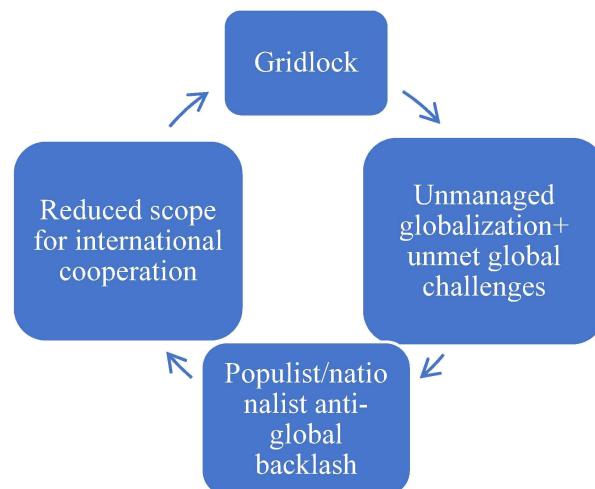 Gridlock
Unmanaged
globalization+
unmet global
challenges
Populist/natio
nalist anti-
global
backlash
Reduced scope
for international
cooperation